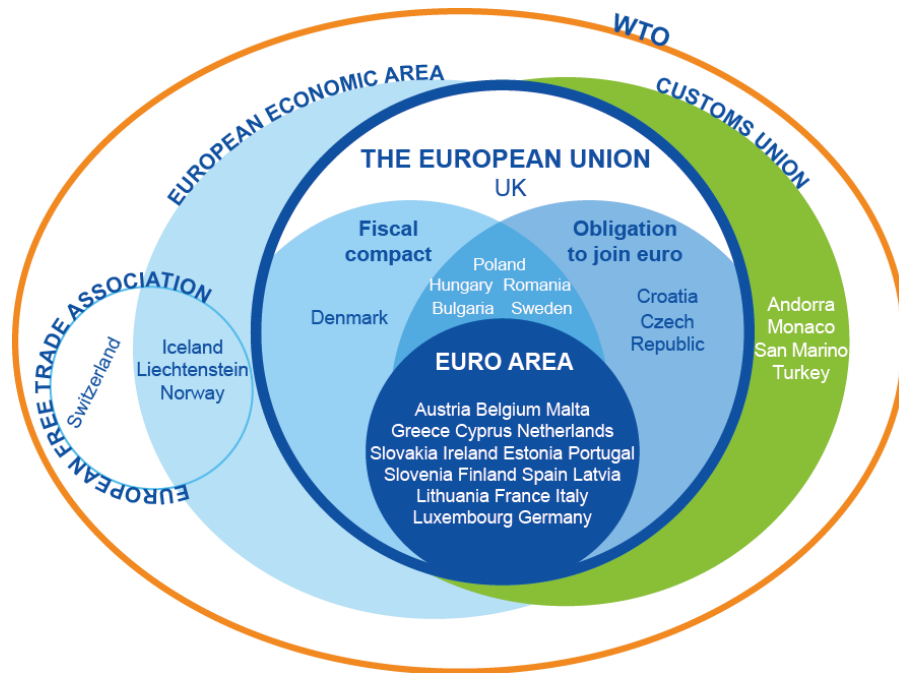 WTO
EUROPEAN ECONOMIC AREA
CUSTOMS UNION
THE EUROPEAN UNION
UK
Fiscal
compact
Obligation
to join euro
Poland
Hungary Romania
Bulgaria Sweden
Denmark
Croatia
Czech
Republic
EUROPEAN FREE TRADE ASSOCIATION
Switzerland
Iceland
Liechtenstein
Norway
Andorra
Monaco
San Marino
Turkey
EURO AREA
Austria Belgium Malta
Greece Cyprus Netherlands
Slovakia Ireland Estonia Portugal
Slovenia Finland Spain Latvia
Lithuania France Italy
Luxembourg Germany